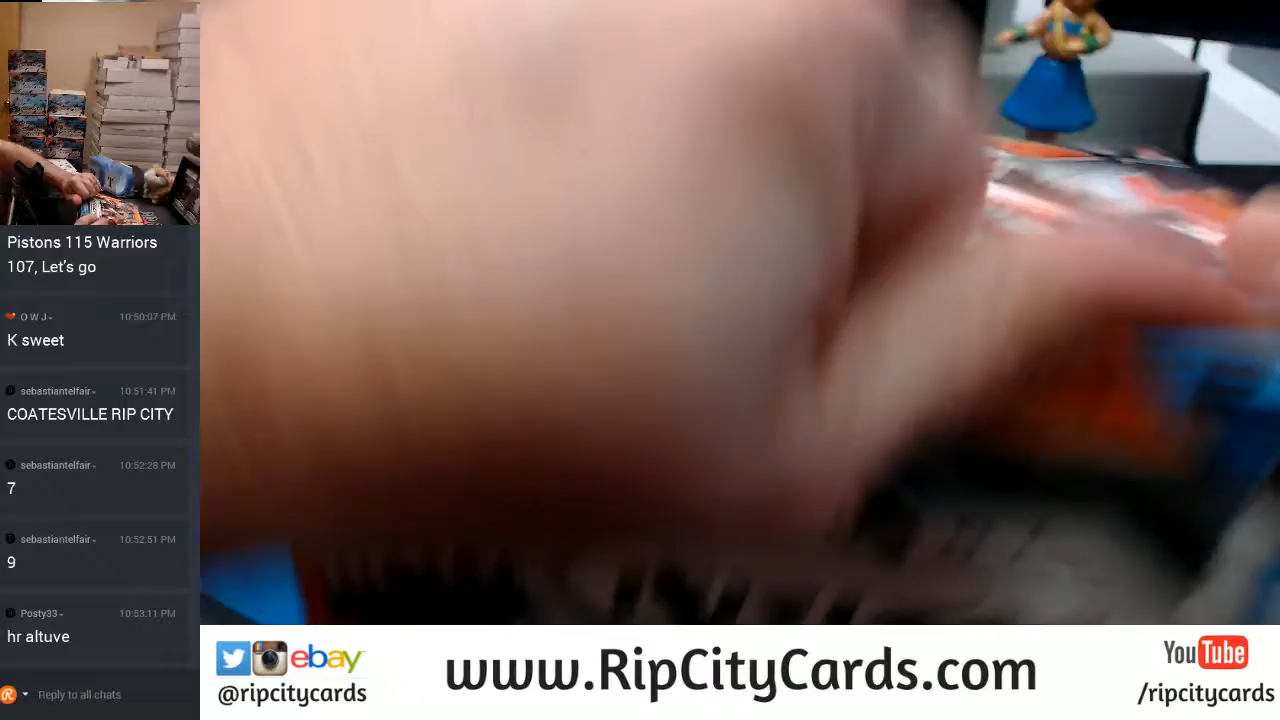 Pistons 115 Warriors
107, Let's go
O W J
10:50:07 PM
K sweet
sebastiantelfair
10:51:41 PM
COATESVILLE RIP CITY
sebastiantelfair
10:52:28 PM
7
sebastiantelfair
10:52:51 PM
9
Posty33
10:53:11 PM
hr altuve
Reply to all chats
ebay
@ripcitycards
www.RipCityCards.com
YouTube
/ripcitycards